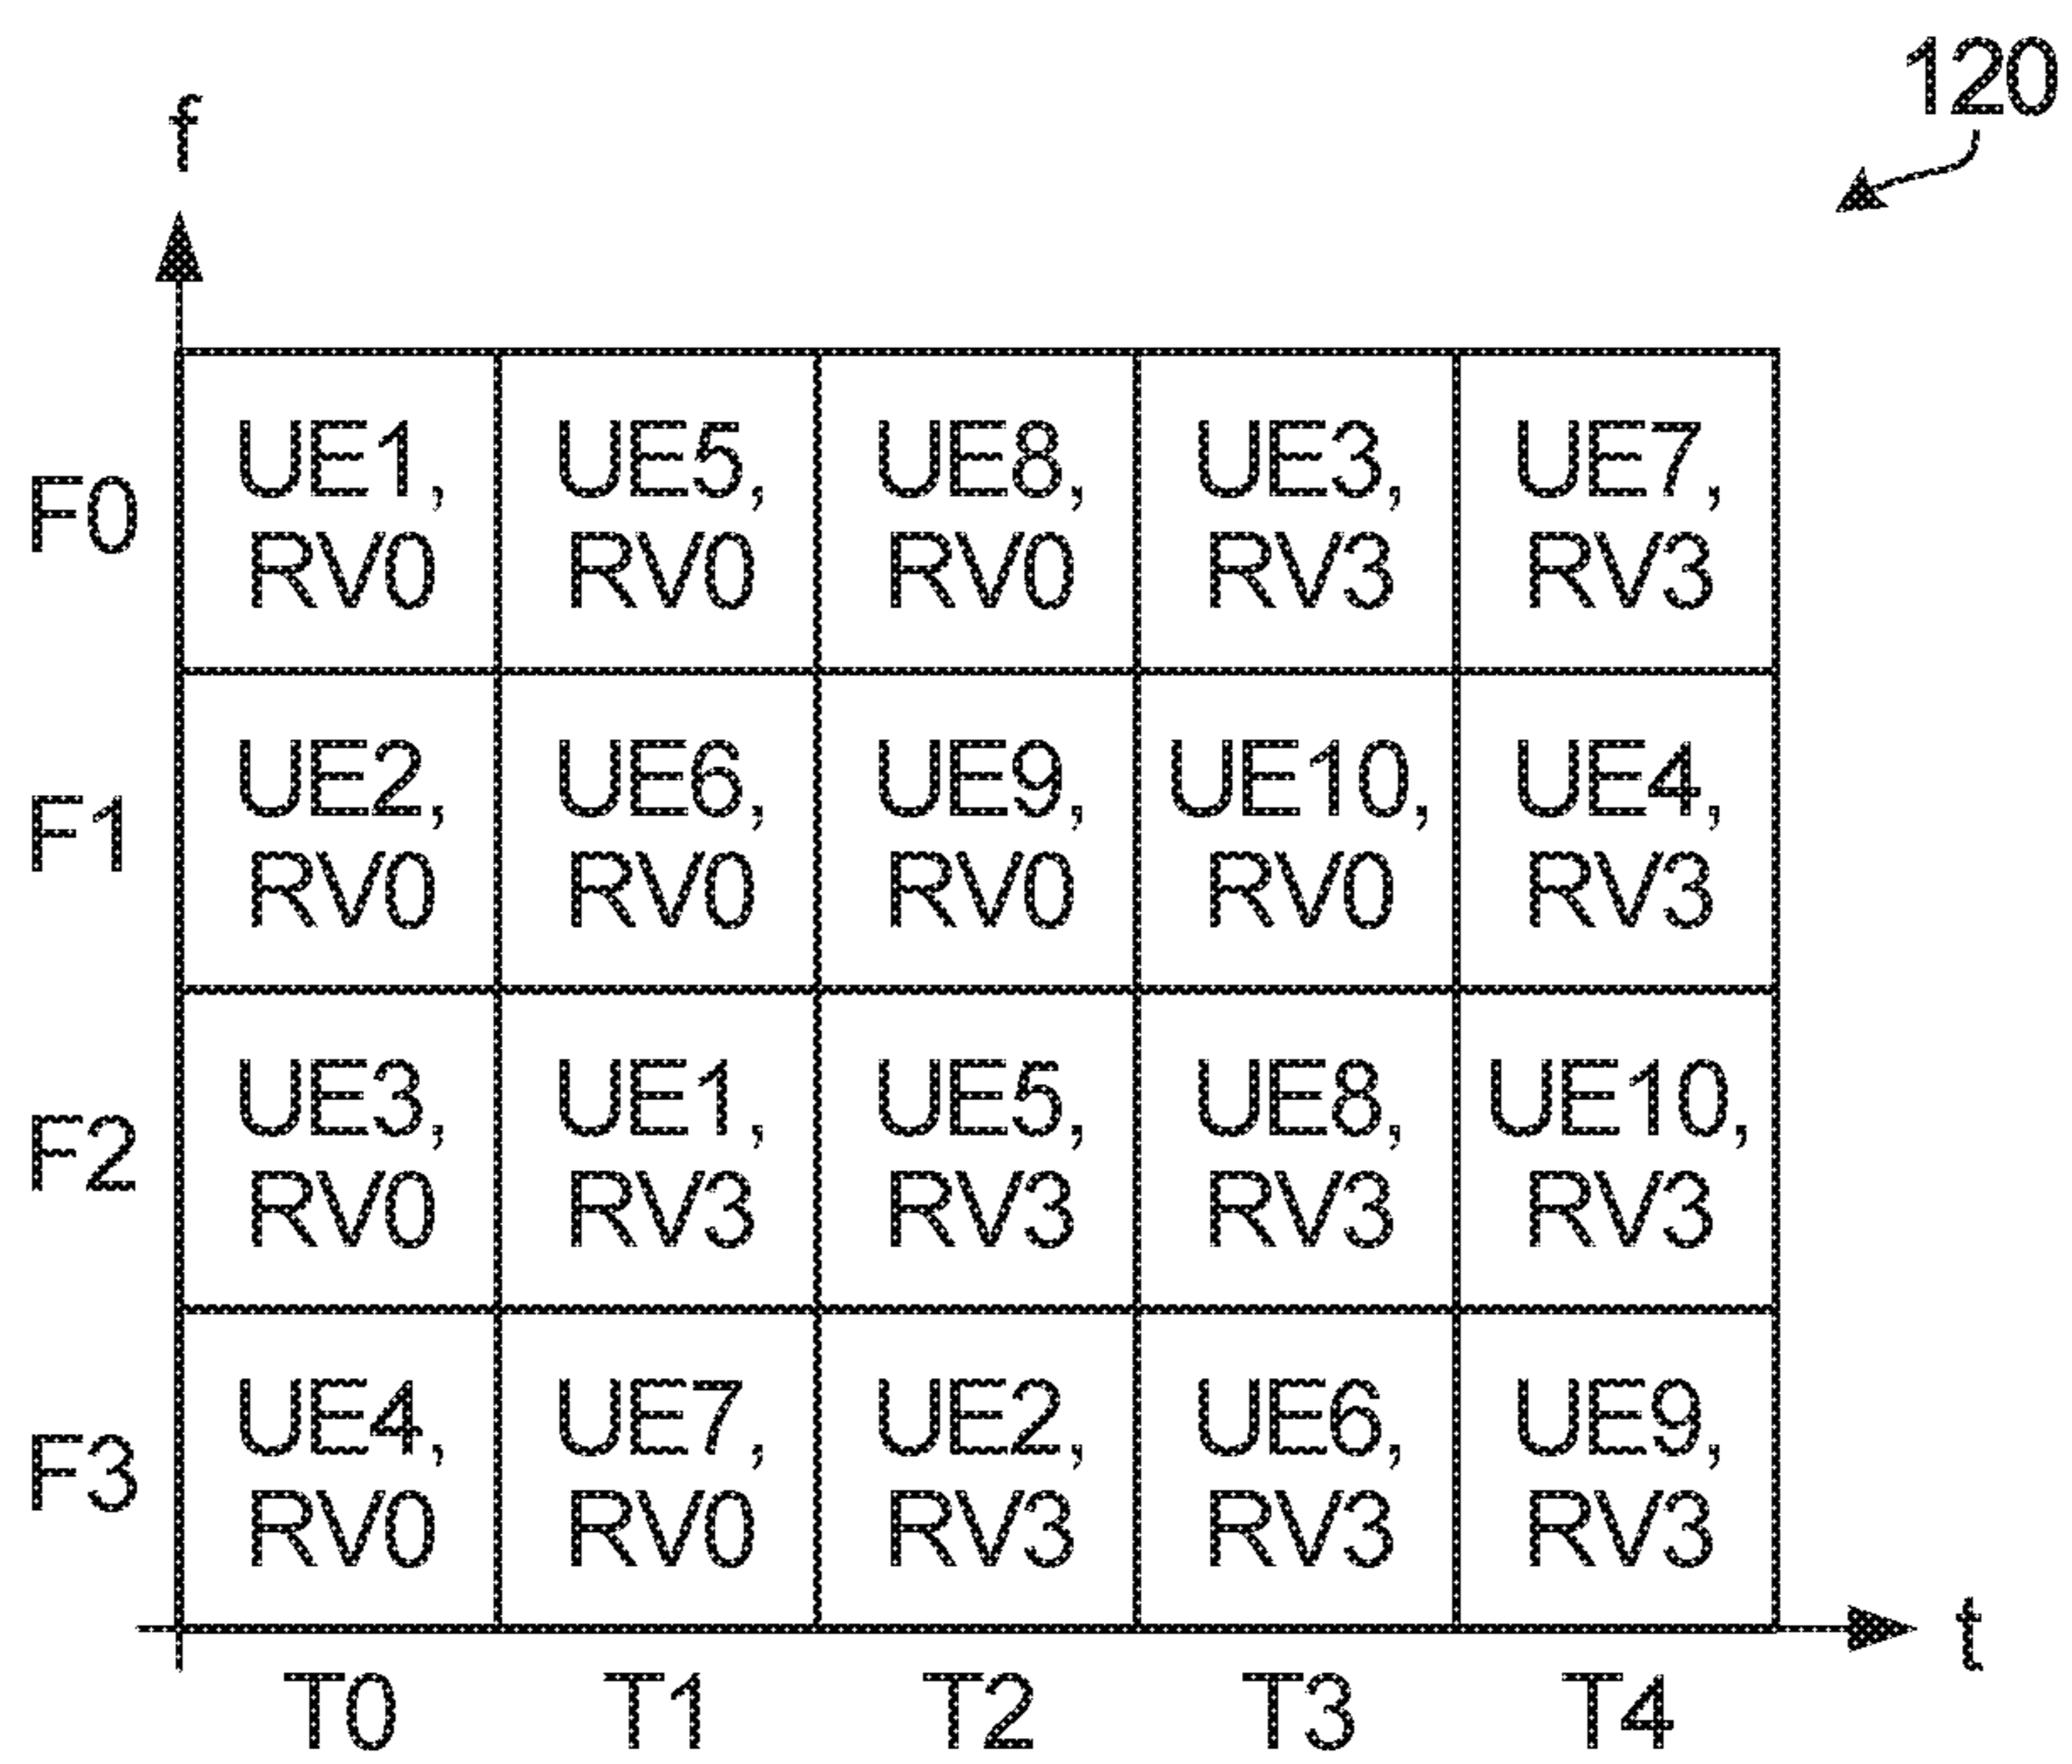 120
f
F0
UE1,
RV0
UE5,
RV0
UE8,
RV0
UE3,
RV3
UE7,
RV3
F1
UE2,
RV0
UE6,
RV0
UE9,
RV0
UE10,
RV0
UE4,
RV3
F2
UE3,
RV0
UE1,
RV3
UE5,
RV3
UE8,
RV3
UE10,
RV3
F3
UE4,
RV0
UE7,
RV0
UE2,
RV3
UE6,
RV3
UE9,
RV3
t
T0
T1
T2
T3
T4